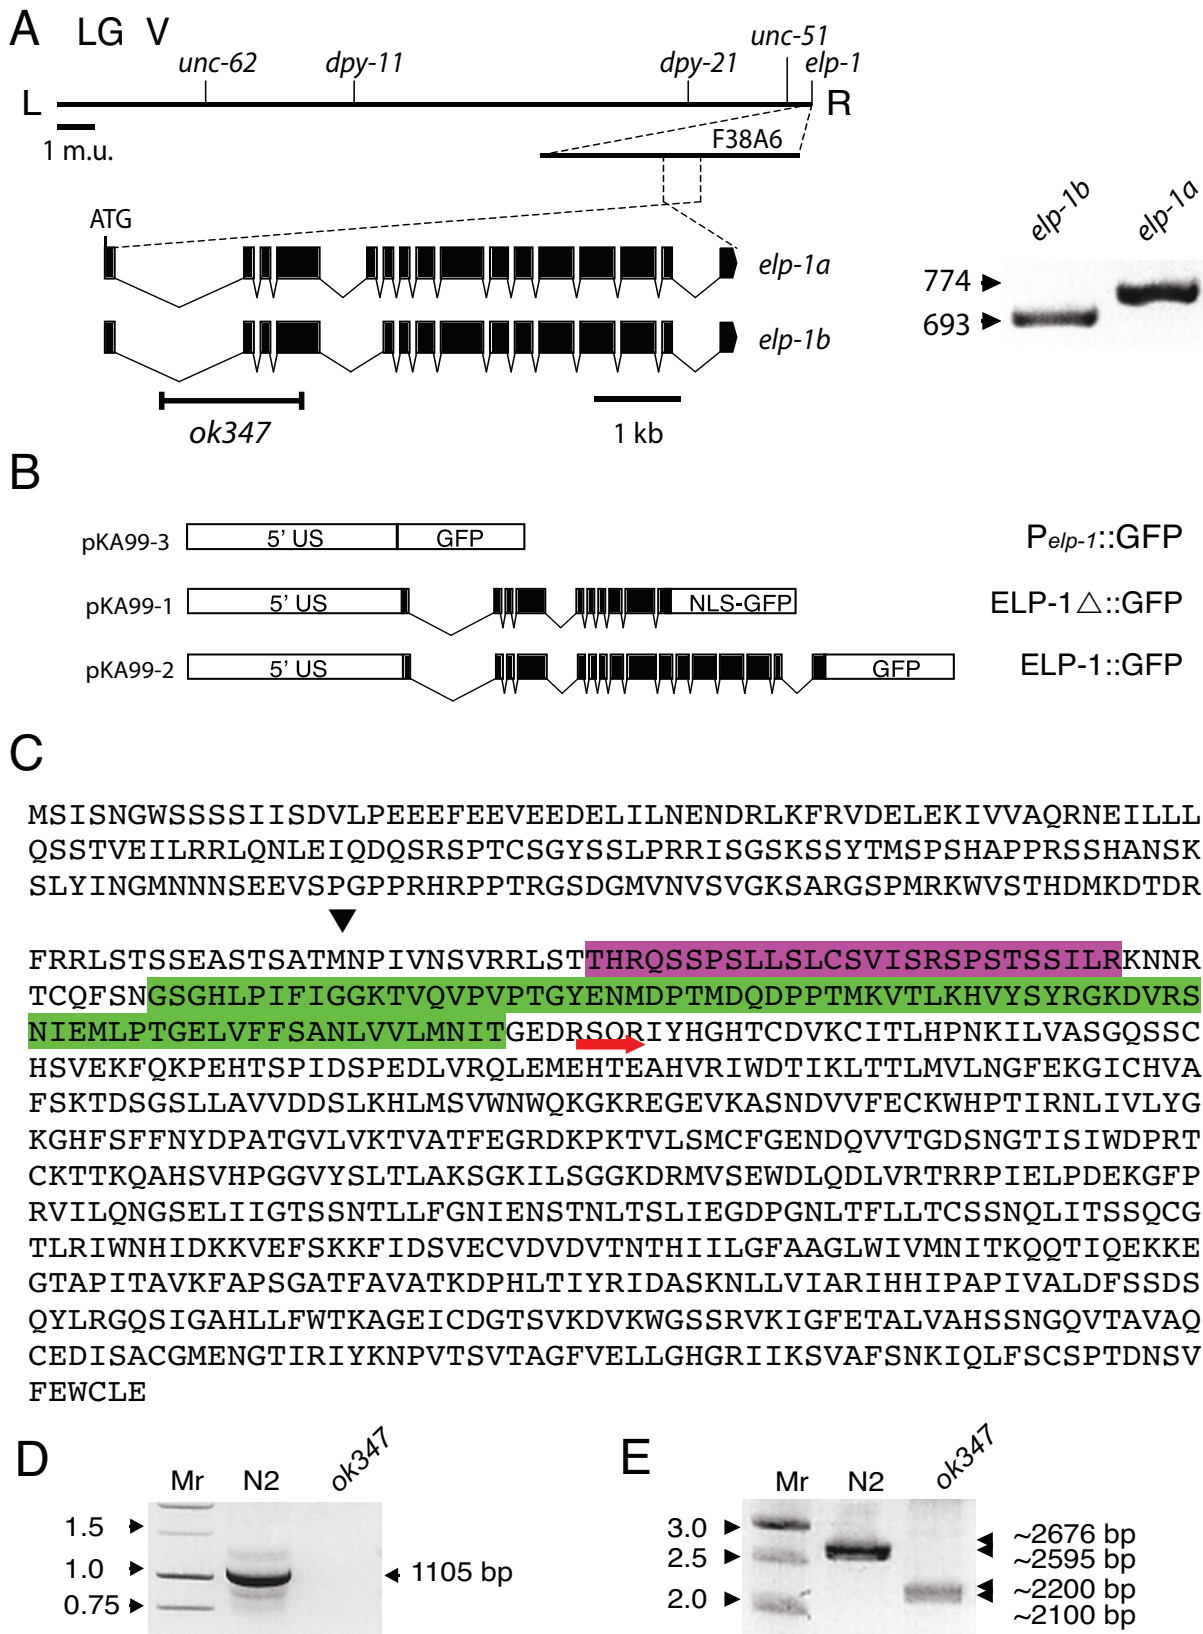 A LG V
unc-62 dpy-11 dpy-21 unc-51 elp-1
L R
1 m.u.
F38A6
ATG
elp-1a
elp-1b
ok347
1 kb
elp-1b elp-1a
774
693
B
pKA99-3 5' US GFP Pelp-1::GFP
pKA99-1 5' US NLS-GFP ELP-1△::GFP
pKA99-2 5' US GFP ELP-1::GFP
C
MSISNGWSSSSIISDVLPEEEFEEVEEDELILNENDRLKFRVDELEKIVVAQRNEILLL
QSSTVEILRRLQNLEIQDQSRSPTCSGYSSLPRRISGSKSSYTMSPSHAPPRSSHANSK
SLYINGMNNNSEEVSPGPPRHRPPTRGSDGMVNVSVGKSARGSPMRKWVSTHDMKDTDR
FRRLSTSSEASTSATMNPIVNSVRRLSTTHRQSSPSLLSLCSVISRSPSTSSILRKNNR
TCQFSNGSGHLPIFIGGKTVQVPVPTGYENMDPTMDQDPPTMKVTLKHVYSYRGKDVRS
NIEMLPTGELVFFSANLVVLMNITGEDRSQRIYHGHTCDVKCITLHPNKILVASGQSSC
HSVEKFQKPEHTSPIDSPEDLVRQLEMEHTEAHVRIWDTIKLTTLMVLNGFEKGICHVA
FSKTDSGSLLAVVDDSLKHLMSVWNWQKGKREGEVKASNDVVFECKWHPTIRNLIVLYG
KGHFSFFNYDPATGVLVKTVATFEGRDKPKTVLSMCFGENDQVVTGDSNGTISIWDPRT
CKTTKQAHSVHPGGVYSLTLAKSGKILSGGKDRMVSEWDLQDLVRTRRPIELPDEKGFP
RVILQNGSELIIGTSSNTLLFGNIENSTNLTSLIEGDPGNLTFLLTCSSNQLITSSQCG
TLRIWNHIDKKVEFSKKFIDSVECVDVDVTNTHIILGFAAGLWIVMNITKQQTIQEKKE
GTAPITAVKFAPSGATFAVATKDPHLTIYRIDASKNLLVIARIHHIPAPIVALDFSSDS
QYLRGQSIGAHLLFWTKAGEICDGTSVKDVKWGSSRVKIGFETALVAHSSNGQVTAVAQ
CEDISACGMENGTIRIYKNPVTSVTAGFVELLGHGRIIKSVAFSNKIQLFSCSPTDNSV
FEWCLE
D
Mr N2 ok347
1.5
1.0
0.75
1105 bp
E
Mr N2 ok347
3.0
2.5
2.0
~2676 bp
~2595 bp
~2200 bp
~2100 bp